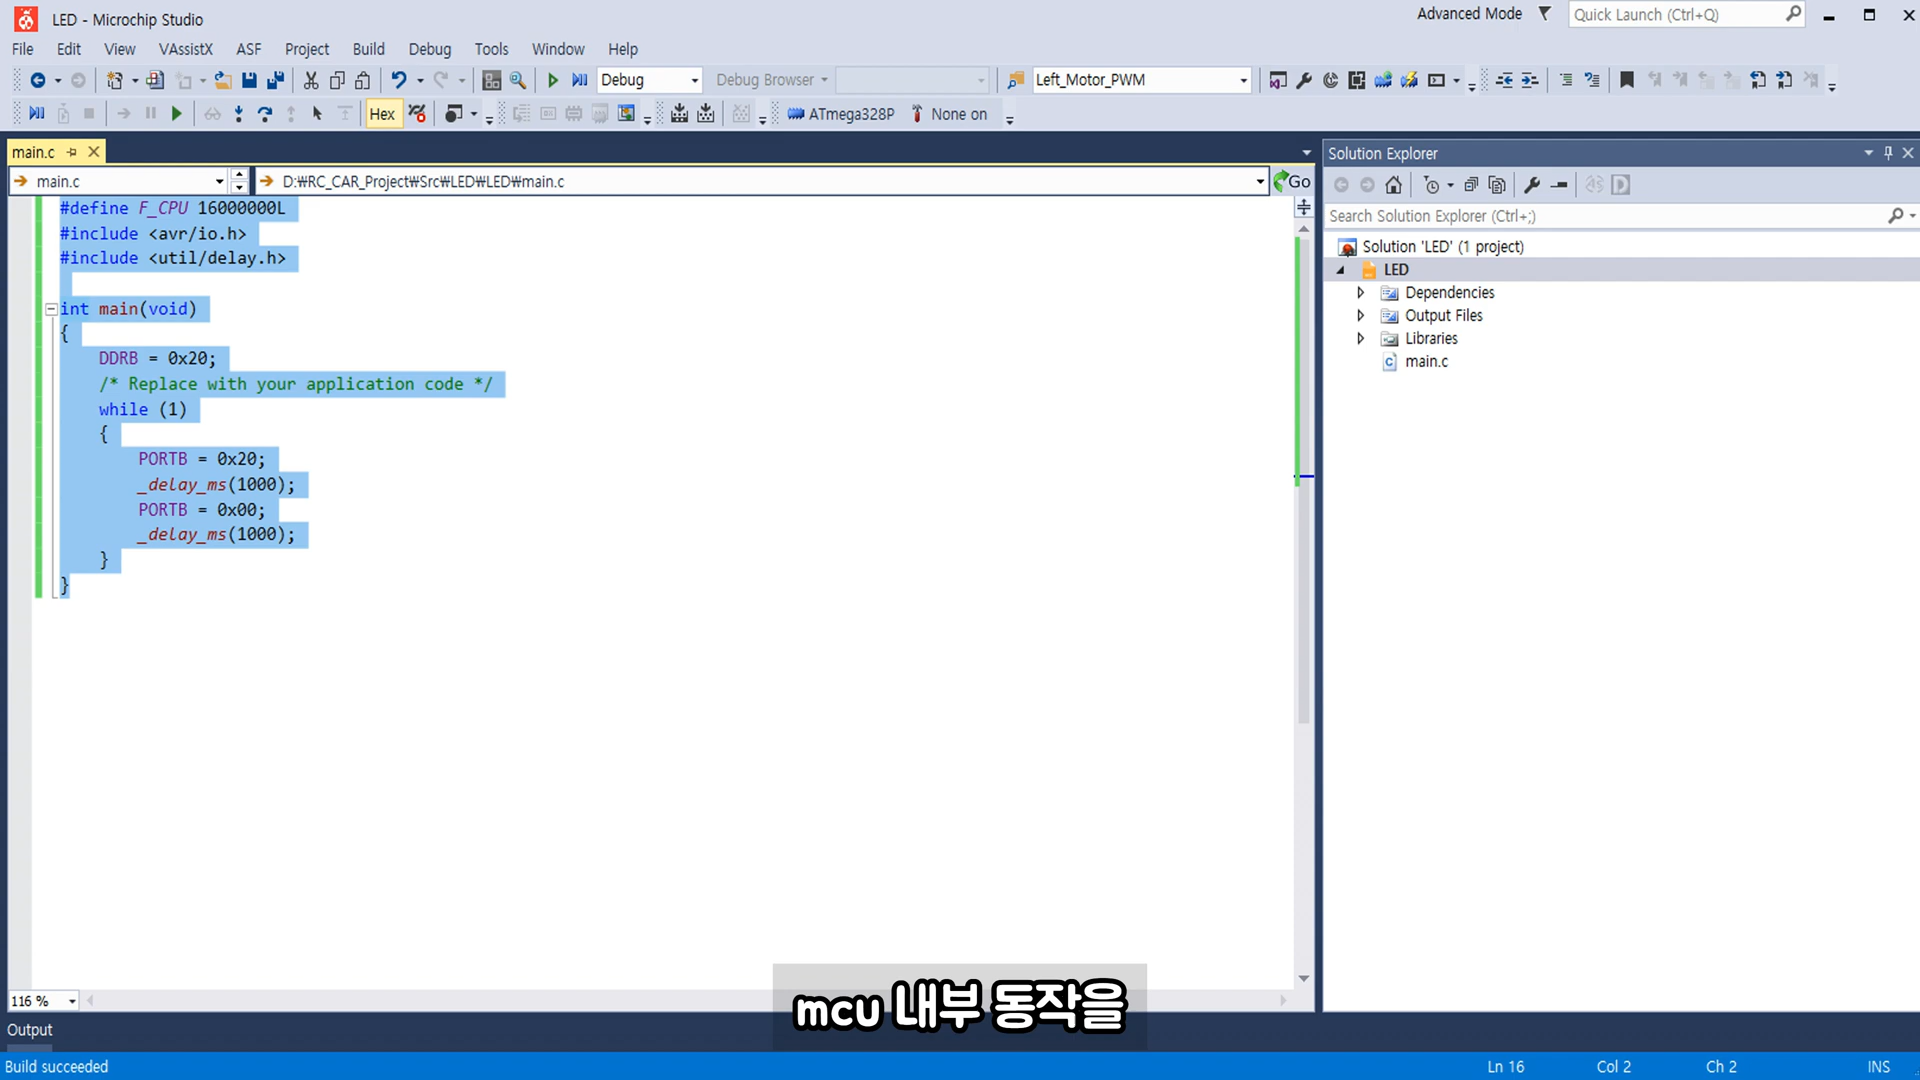 LED - Microchip Studio
Advanced Mode
Quick Launch (Ctrl+Q)
File Edit View VAssistX ASF Project Build Debug Tools Window Help
Debug
Debug Browser
Left_Motor_PWM
Hex
ATmega328P
None on
main.c
main.c
D:₩RC_CAR_Project₩Src₩LED₩LED₩main.c
Go
#define F_CPU 16000000L
#include <avr/io.h>
#include <util/delay.h>
int main(void)
{
DDRB = 0x20;
/* Replace with your application code */
while (1)
{
PORTB = 0x20;
_delay_ms(1000);
PORTB = 0x00;
_delay_ms(1000);
}
}
116 %
Solution Explorer
Search Solution Explorer (Ctrl+;)
Solution 'LED' (1 project)
LED
Dependencies
Output Files
Libraries
main.c
mcu 내부 동작을
Output
Build succeeded
Ln 16 Col 2 Ch 2 INS